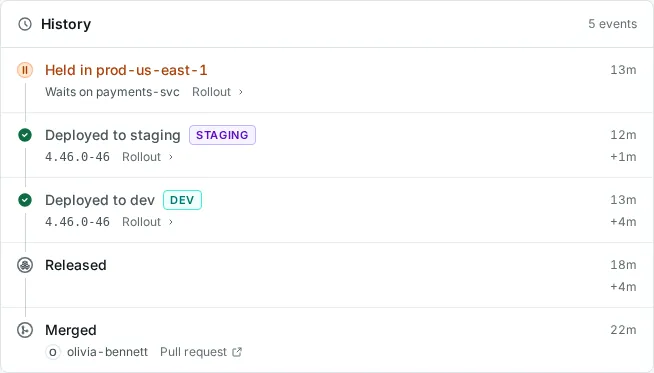 History 5 events
Held in prod-us-east-1 13m
Waits on payments-svc Rollout
Deployed to staging STAGING 12m
4.46.0-46 Rollout +1m
Deployed to dev DEV 13m
4.46.0-46 Rollout +4m
Released 18m
+4m
Merged 22m
O olivia-bennett Pull request